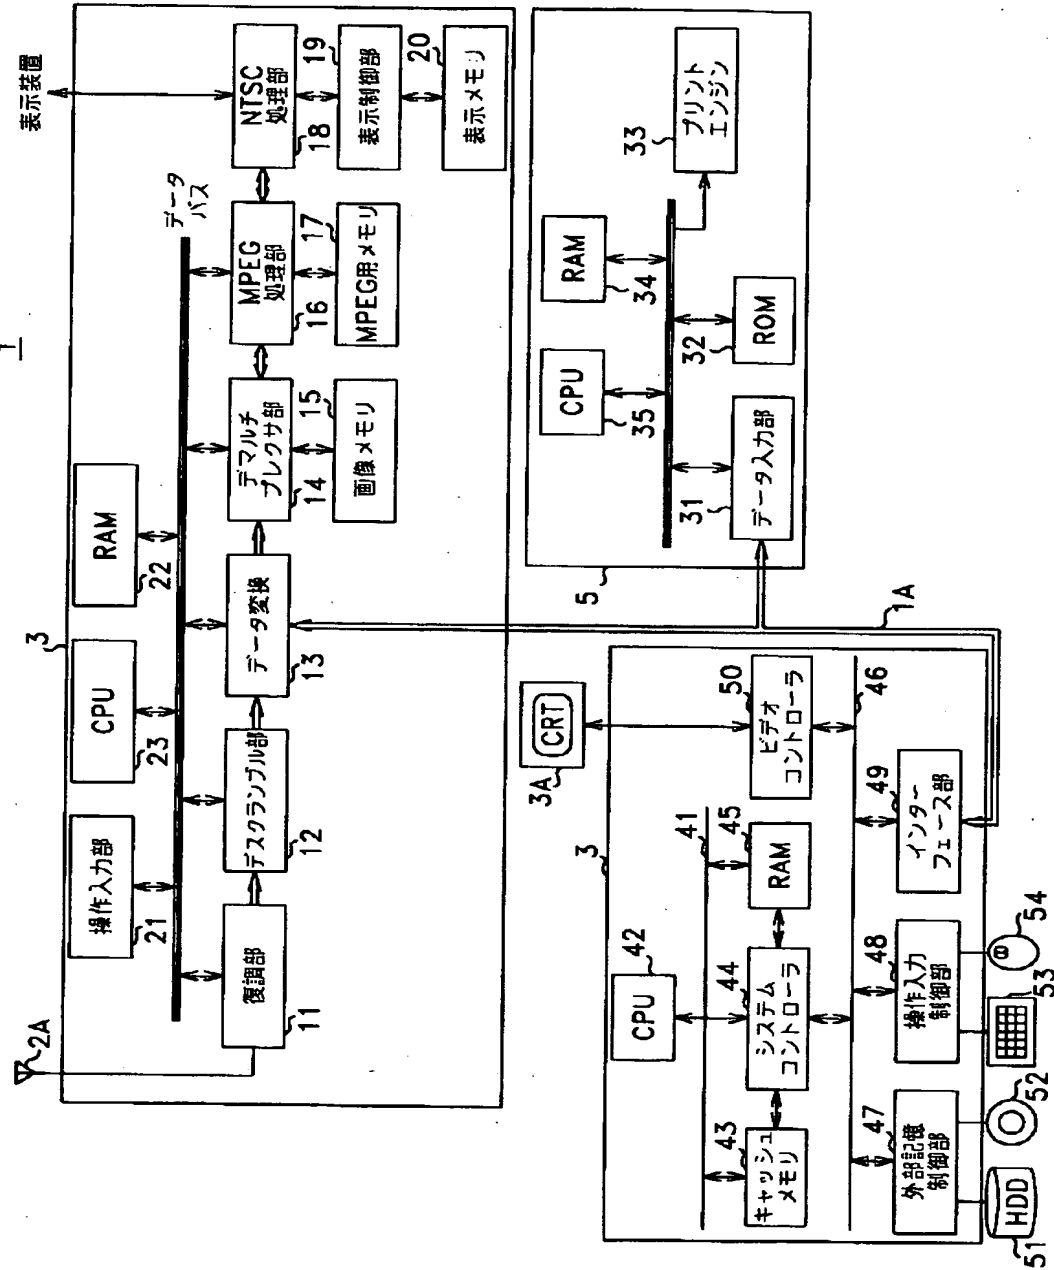 1
表示装置
データ
バス
3
2A
操作入力部
21
CPU
23
RAM
22
復調部
11
デスクランブル部
12
データ変換
13
デマルチ
プレクサ部
14
画像メモリ
15
MPEG
処理部
16
MPEG用メモリ
17
NTSC
処理部
18
表示制御部
19
表示メモリ
20
5
CPU
35
RAM
34
プリント
エンジン
33
データ入力部
31
ROM
32
1A
3
CRT
3A
CPU
42
41
キャッシュ
メモリ
43
システム
コントローラ
44
RAM
45
ビデオ
コントローラ
50
46
外部記憶
制御部
47
操作入力
制御部
48
インター
フェース部
49
HDD
51
52
53
54